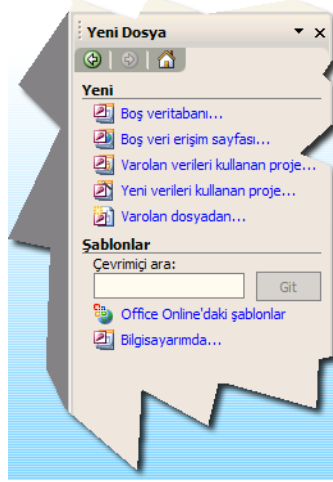 Yeni Dosya
Yeni
Boş veritabanı...
Boş veri erişim sayfası...
Varolan verileri kullanan proje...
Yeni verileri kullanan proje...
Varolan dosyadan...
Şablonlar
Çevrimiçi ara:
Git
Office Online'daki şablonlar
Bilgisayarımda...